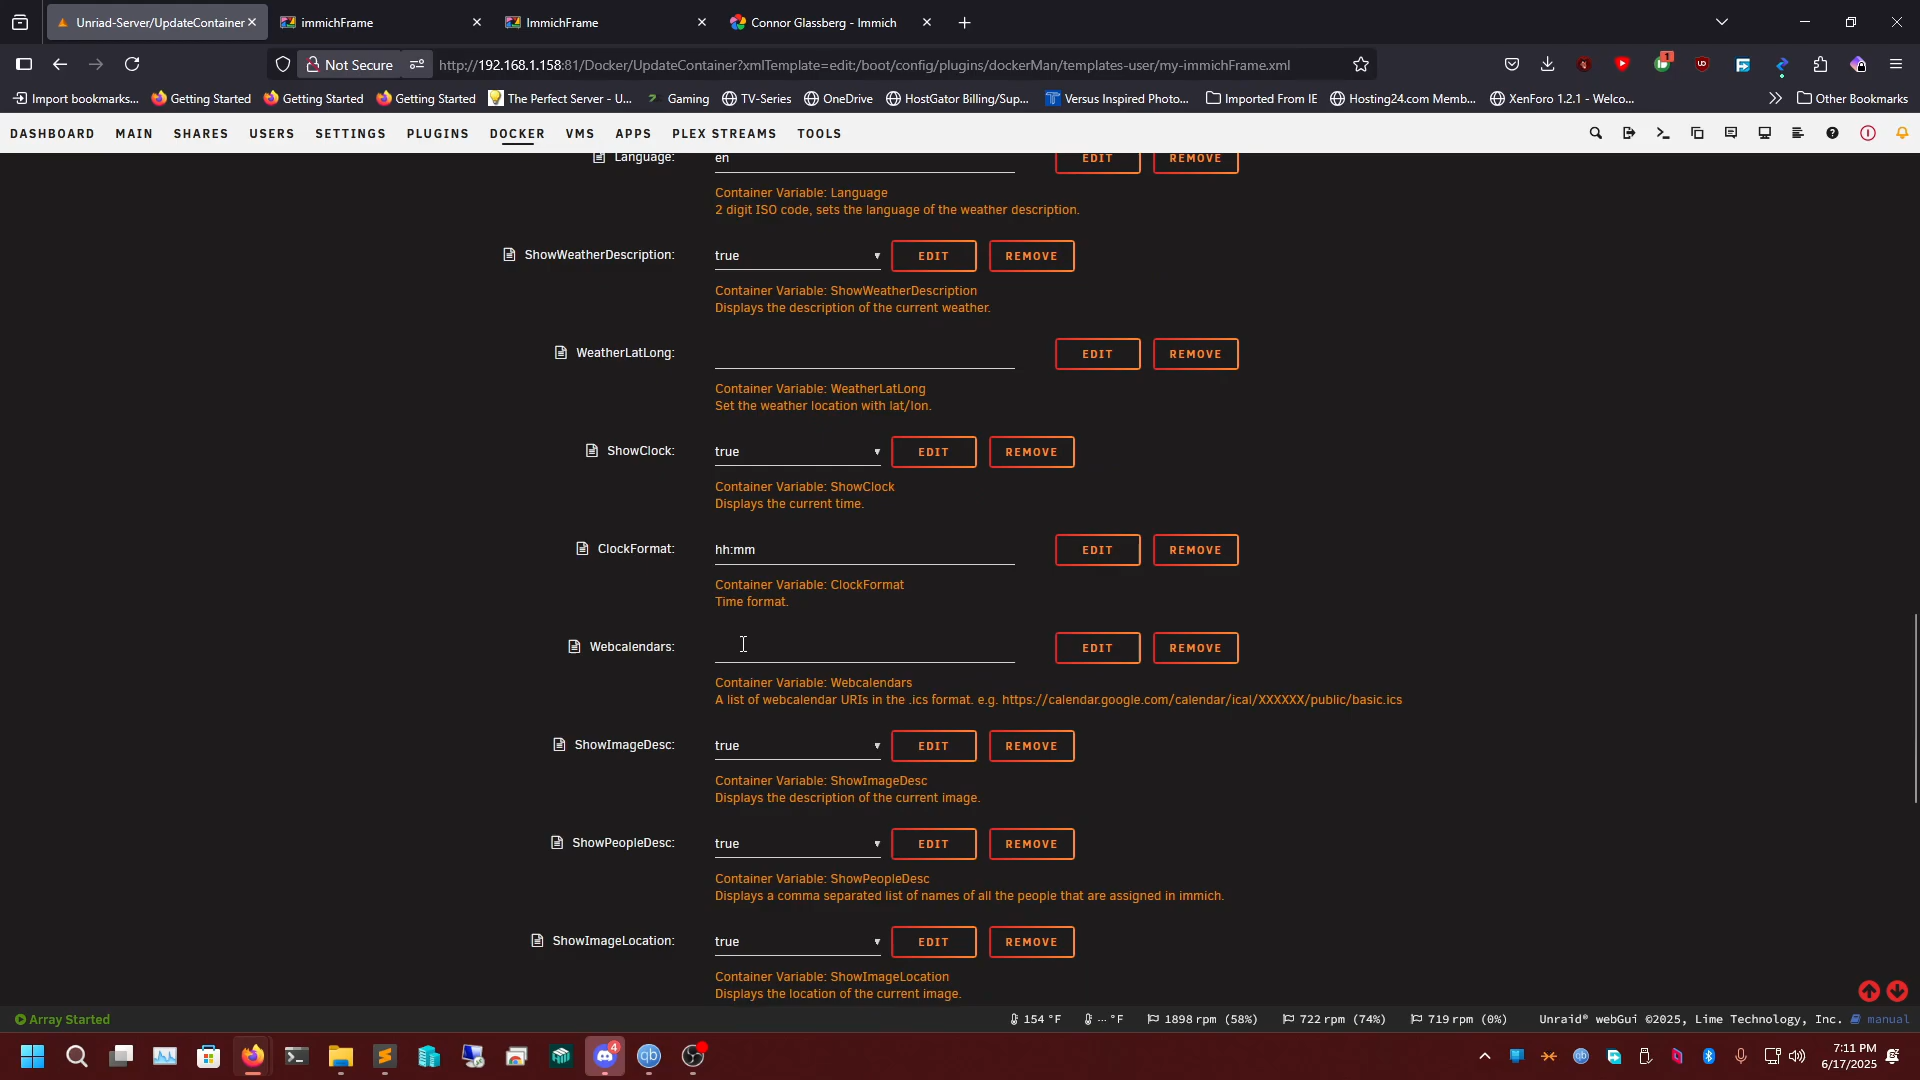 Unriad-Server/UpdateContainer
immichFrame
ImmichFrame
Connor Glassberg - Immich
Not Secure
http://192.168.1.158:81/Docker/UpdateContainer?xmlTemplate=edit:/boot/config/plugins/dockerMan/templates-user/my-immichFrame.xml
1
Import bookmarks...
Getting Started
Getting Started
Getting Started
The Perfect Server - U...
Gaming
TV-Series
OneDrive
HostGator Billing/Sup...
Versus Inspired Photo...
Imported From IE
Hosting24.com Memb...
XenForo 1.2.1 - Welco...
Other Bookmarks
DASHBOARD MAIN SHARES USERS SETTINGS PLUGINS DOCKER VMS APPS PLEX STREAMS TOOLS
Language: en EDIT REMOVE
Container Variable: Language
2 digit ISO code, sets the language of the weather description.
ShowWeatherDescription: true EDIT REMOVE
Container Variable: ShowWeatherDescription
Displays the description of the current weather.
WeatherLatLong: EDIT REMOVE
Container Variable: WeatherLatLong
Set the weather location with lat/lon.
ShowClock: true EDIT REMOVE
Container Variable: ShowClock
Displays the current time.
ClockFormat: hh:mm EDIT REMOVE
Container Variable: ClockFormat
Time format.
Webcalendars: EDIT REMOVE
Container Variable: Webcalendars
A list of webcalendar URIs in the .ics format. e.g. https://calendar.google.com/calendar/ical/XXXXXX/public/basic.ics
ShowImageDesc: true EDIT REMOVE
Container Variable: ShowImageDesc
Displays the description of the current image.
ShowPeopleDesc: true EDIT REMOVE
Container Variable: ShowPeopleDesc
Displays a comma separated list of names of all the people that are assigned in immich.
ShowImageLocation: true EDIT REMOVE
Container Variable: ShowImageLocation
Displays the location of the current image.
Array Started
154 °F
-- °F
1898 rpm (58%)
722 rpm (74%)
719 rpm (0%)
Unraid® webGui ©2025, Lime Technology, Inc. manual
4
7:11 PM
6/17/2025